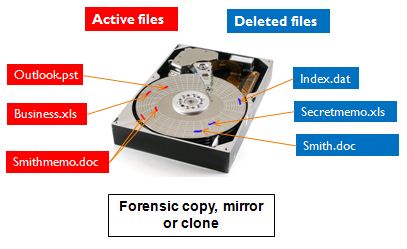 Active files
Deleted files
Outlook.pst
Business.xls
Smithmemo.doc
Index.dat
Secretmemo.xls
Smith.doc
Forensic copy, mirror
or clone